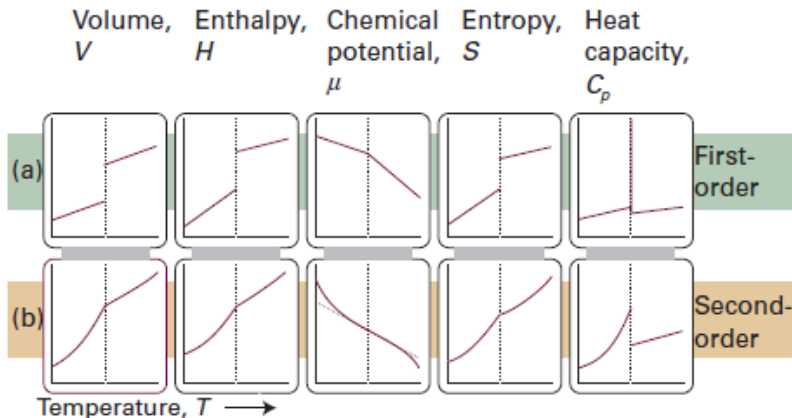 Volume, Enthalpy, Chemical Entropy, Heat
V H potential, S capacity,
μ Cp
(a) First-
order
(b) Second-
order
Temperature, T →